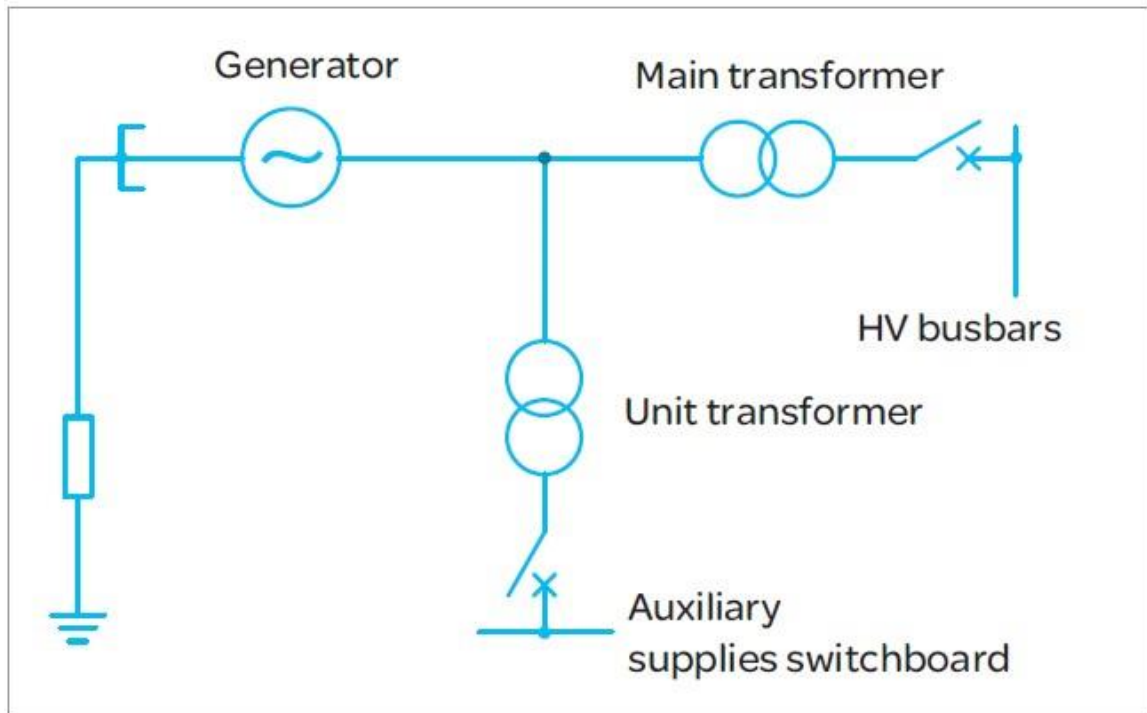 Generator
Main transformer
HV busbars
Unit transformer
Auxiliary
supplies switchboard